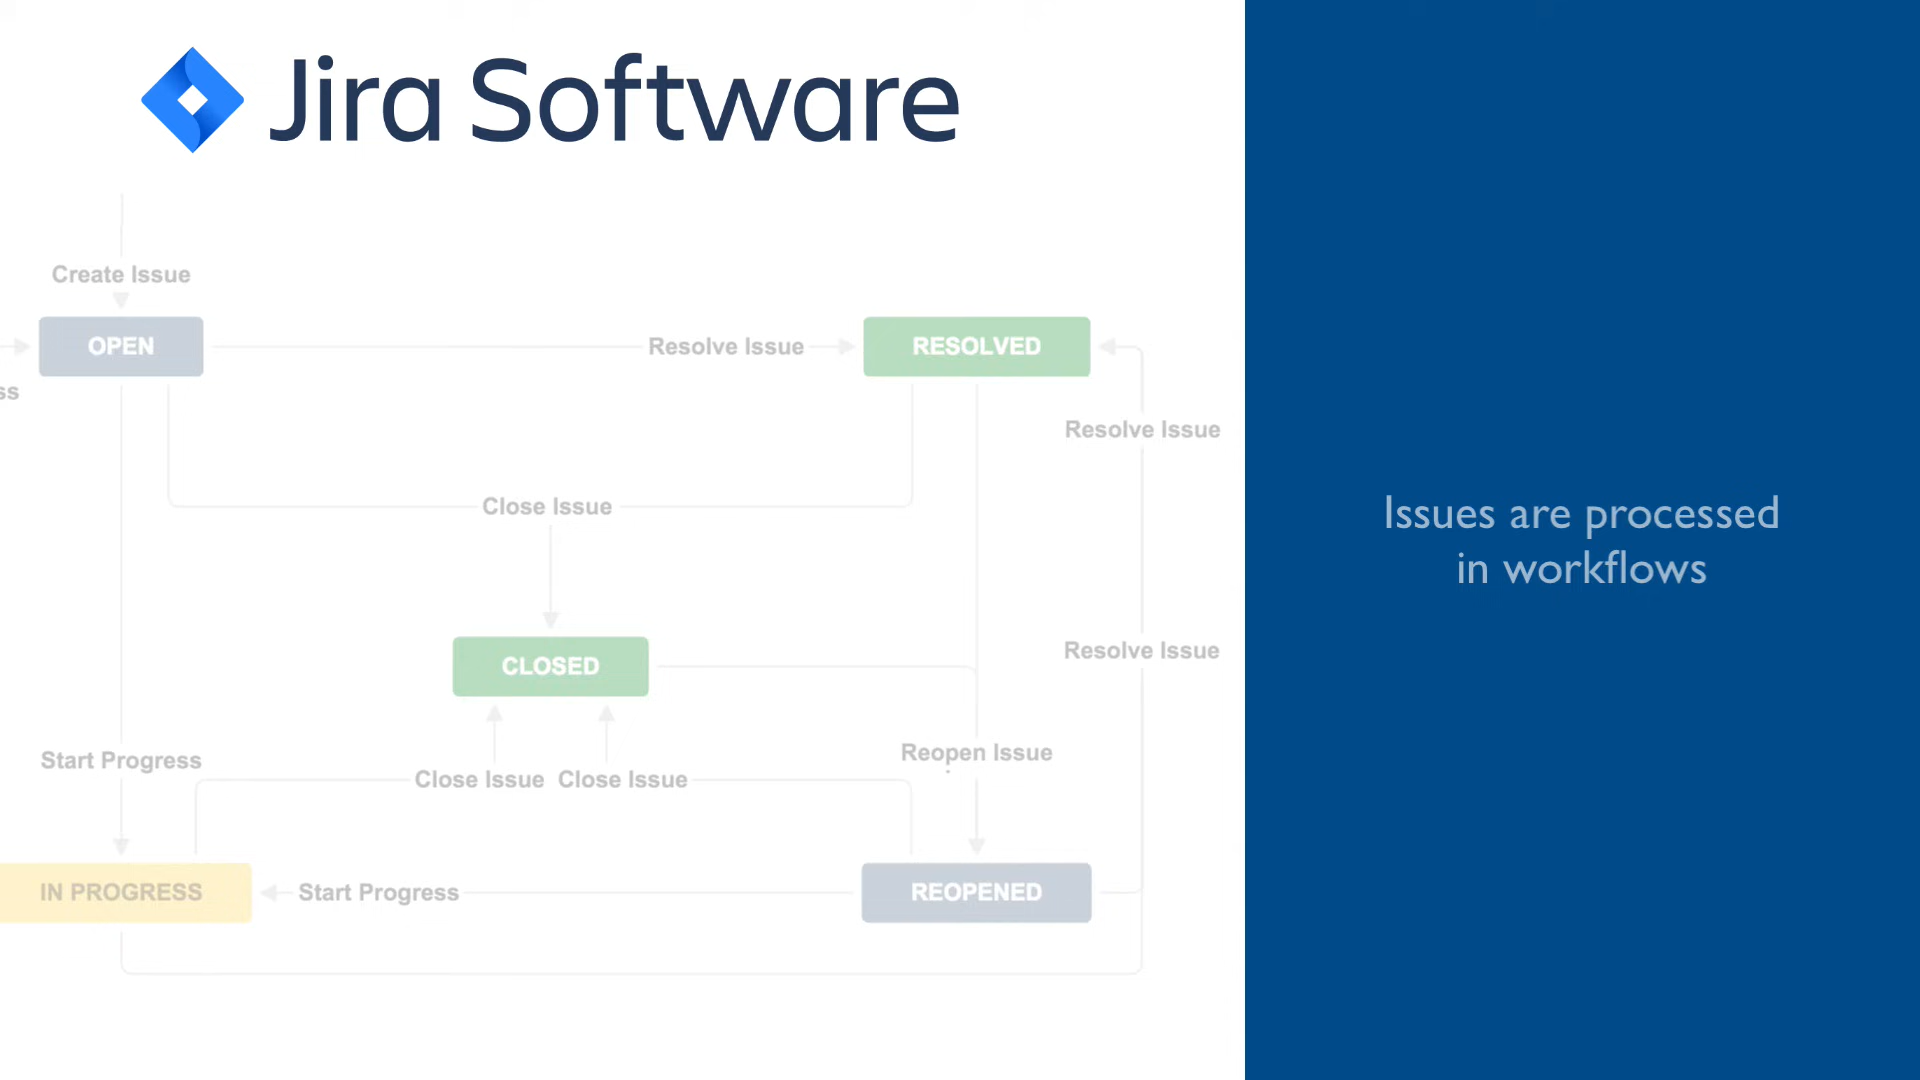 Jira Software
Create Issue
OPEN
Resolve Issue
RESOLVED
ss
Resolve Issue
Close Issue
Resolve Issue
CLOSED
Reopen Issue
Start Progress
Close Issue
Close Issue
IN PROGRESS
Start Progress
REOPENED
Issues are processed
in workflows